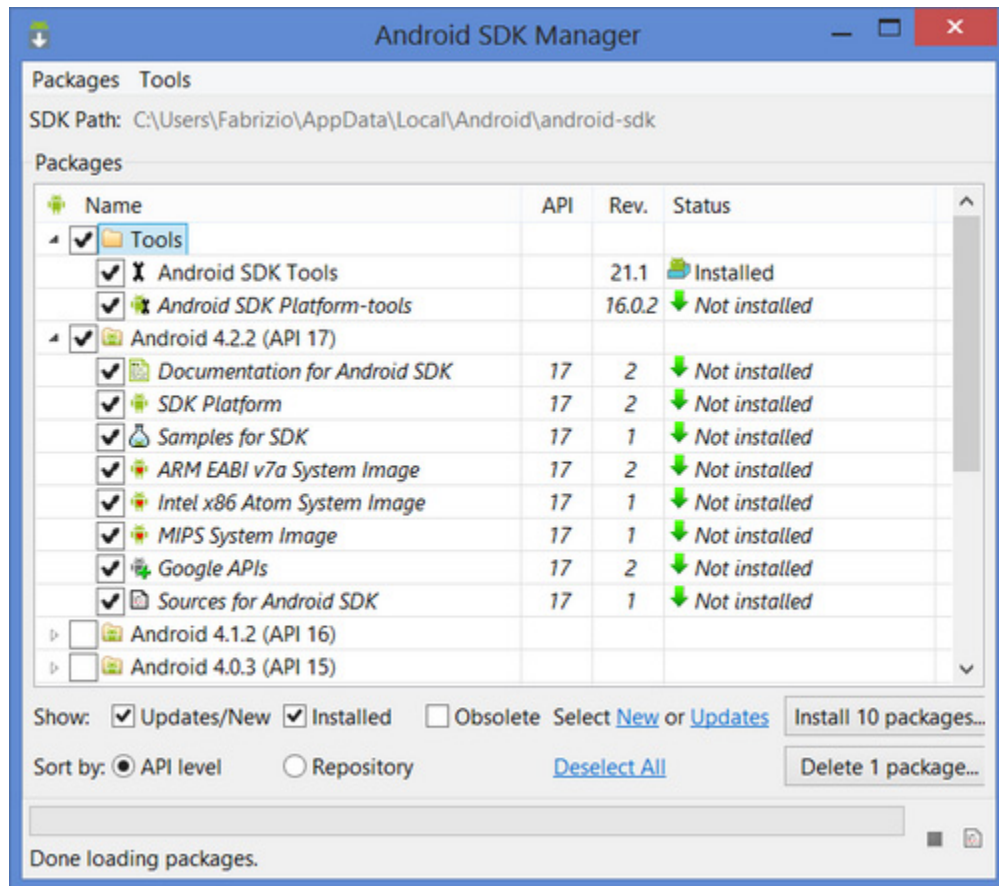 Android SDK Manager
Packages Tools
SDK Path: C:\Users\Fabrizio\AppData\Local\Android\android-sdk
Packages
Name API Rev. Status
Tools
Android SDK Tools 21.1 Installed
Android SDK Platform-tools 16.0.2 Not installed
Android 4.2.2 (API 17)
Documentation for Android SDK 17 2 Not installed
SDK Platform 17 2 Not installed
Samples for SDK 17 1 Not installed
ARM EABI v7a System Image 17 2 Not installed
Intel x86 Atom System Image 17 1 Not installed
MIPS System Image 17 1 Not installed
Google APIs 17 2 Not installed
Sources for Android SDK 17 1 Not installed
Android 4.1.2 (API 16)
Android 4.0.3 (API 15)
Show: Updates/New Installed Obsolete Select New or Updates Install 10 packages...
Sort by: API level Repository Deselect All Delete 1 package...
Done loading packages.